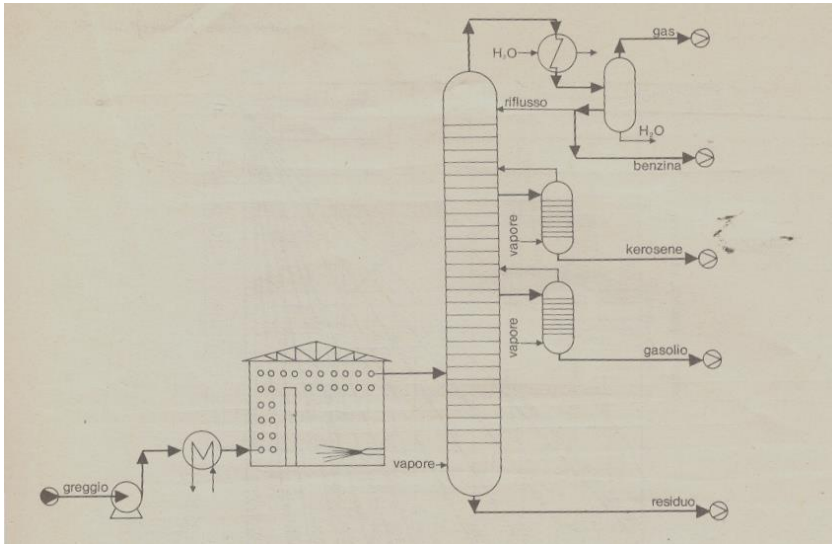 gas
H₂O
riflusso
H₂O
benzina
vapore
kerosene
vapore
gasolio
vapore
greggio
residuo